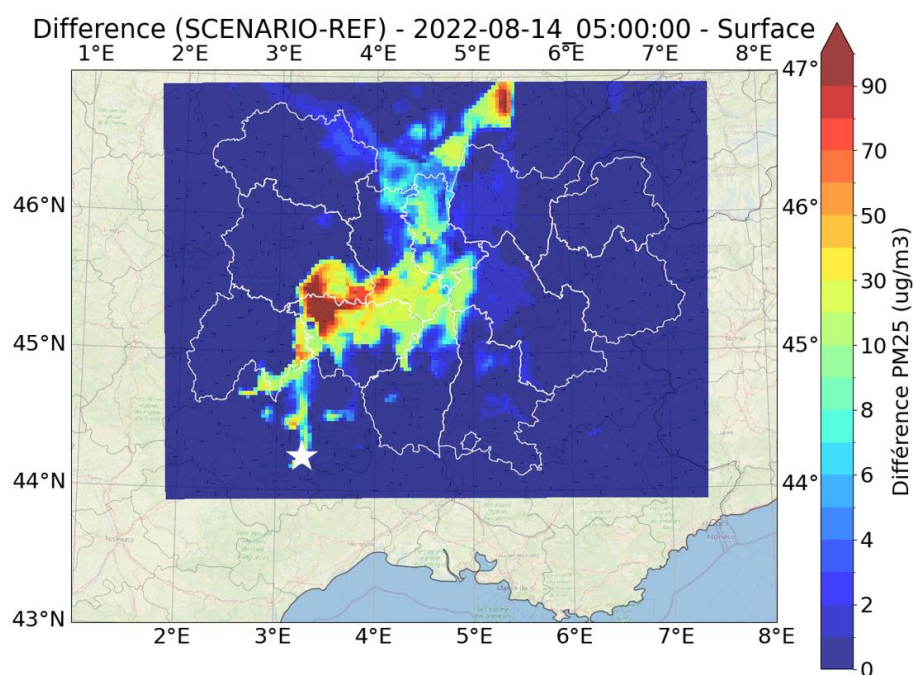 Difference (SCENARIO-REF) - 2022-08-14 05:00:00 - Surface
1°E 2°E 3°E 4°E 5°E 6°E 7°E
47°
46°N 46°
45°N 45°
44°N 44°
43°N
2°E 3°E 4°E 5°E 6°E 7°E 8°E
90
70
50
30
10
8
6
4
2
0
Différence PM25 (ug/m3)